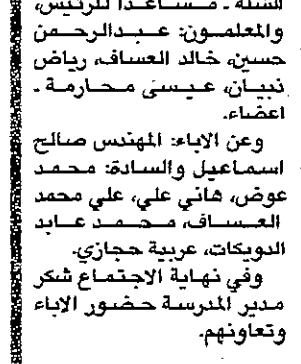 السنة - مساعداً للرئيس،
والمعلمون: عبدالرحمن
حسين، خالد العساف، رياض
نبيان، عيسى محارمة -
اعضاء.
وعن الاباء: المهندس صالح
اسماعيل والسادة: محمد
عوض، هاني علي، علي محمد
العساف، محمد عابد
الدويكات، عربية حجازي.
وفي نهاية الاجتماع شكر
مدير المدرسة حضور الاباء
وتعاونهم.